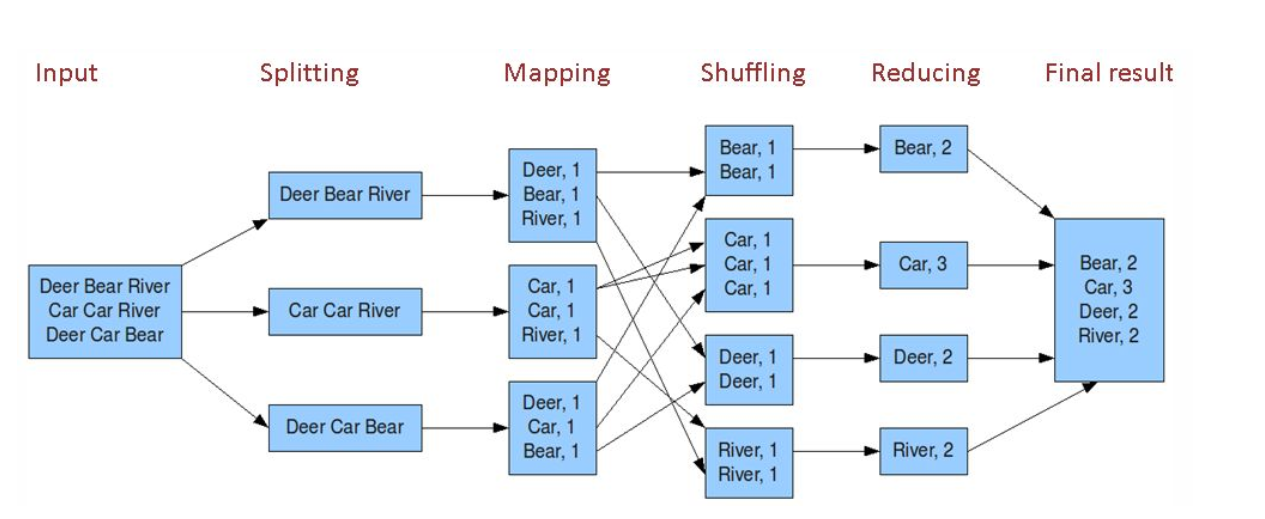 Input
Splitting
Mapping
Shuffling
Reducing
Final result
Deer Bear River
Car Car River
Deer Car Bear
Deer Bear River
Car Car River
Deer Car Bear
Deer, 1
Bear, 1
River, 1
Car, 1
Car, 1
River, 1
Deer, 1
Car, 1
Bear, 1
Bear, 1
Bear, 1
Car, 1
Car, 1
Car, 1
Deer, 1
Deer, 1
River, 1
River, 1
Bear, 2
Car, 3
Deer, 2
River, 2
Bear, 2
Car, 3
Deer, 2
River, 2